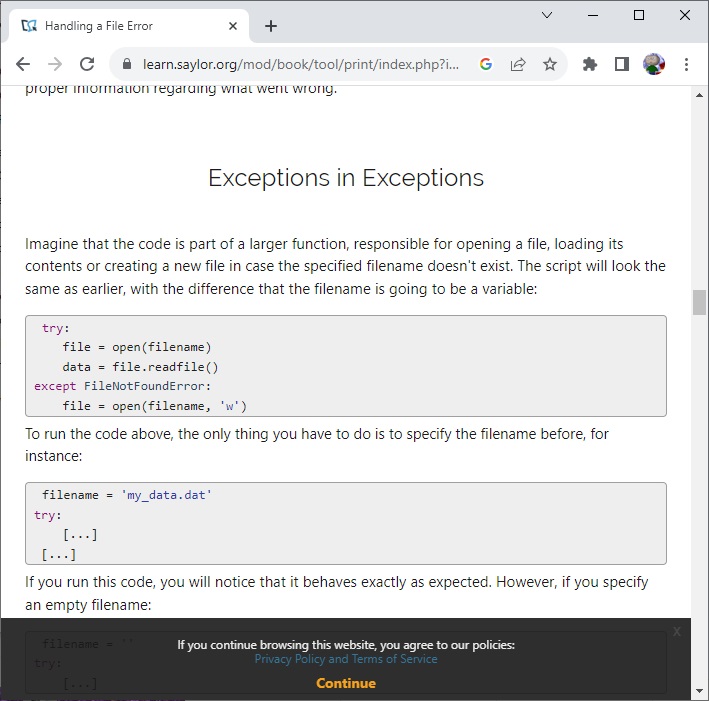 Handling a File Error
learn.saylor.org/mod/book/tool/print/index.php?i...
proper information regarding what went wrong.
Exceptions in Exceptions
Imagine that the code is part of a larger function, responsible for opening a file, loading its
contents or creating a new file in case the specified filename doesn't exist. The script will look the
same as earlier, with the difference that the filename is going to be a variable:
try:
file = open(filename)
data = file.readfile()
except FileNotFoundError:
file = open(filename, 'w')
To run the code above, the only thing you have to do is to specify the filename before, for
instance:
filename = 'my_data.dat'
try:
[...]
[...]
If you run this code, you will notice that it behaves exactly as expected. However, if you specify
an empty filename:
filename = ''
try:
[...]
X
If you continue browsing this website, you agree to our policies:
Privacy Policy and Terms of Service
Continue